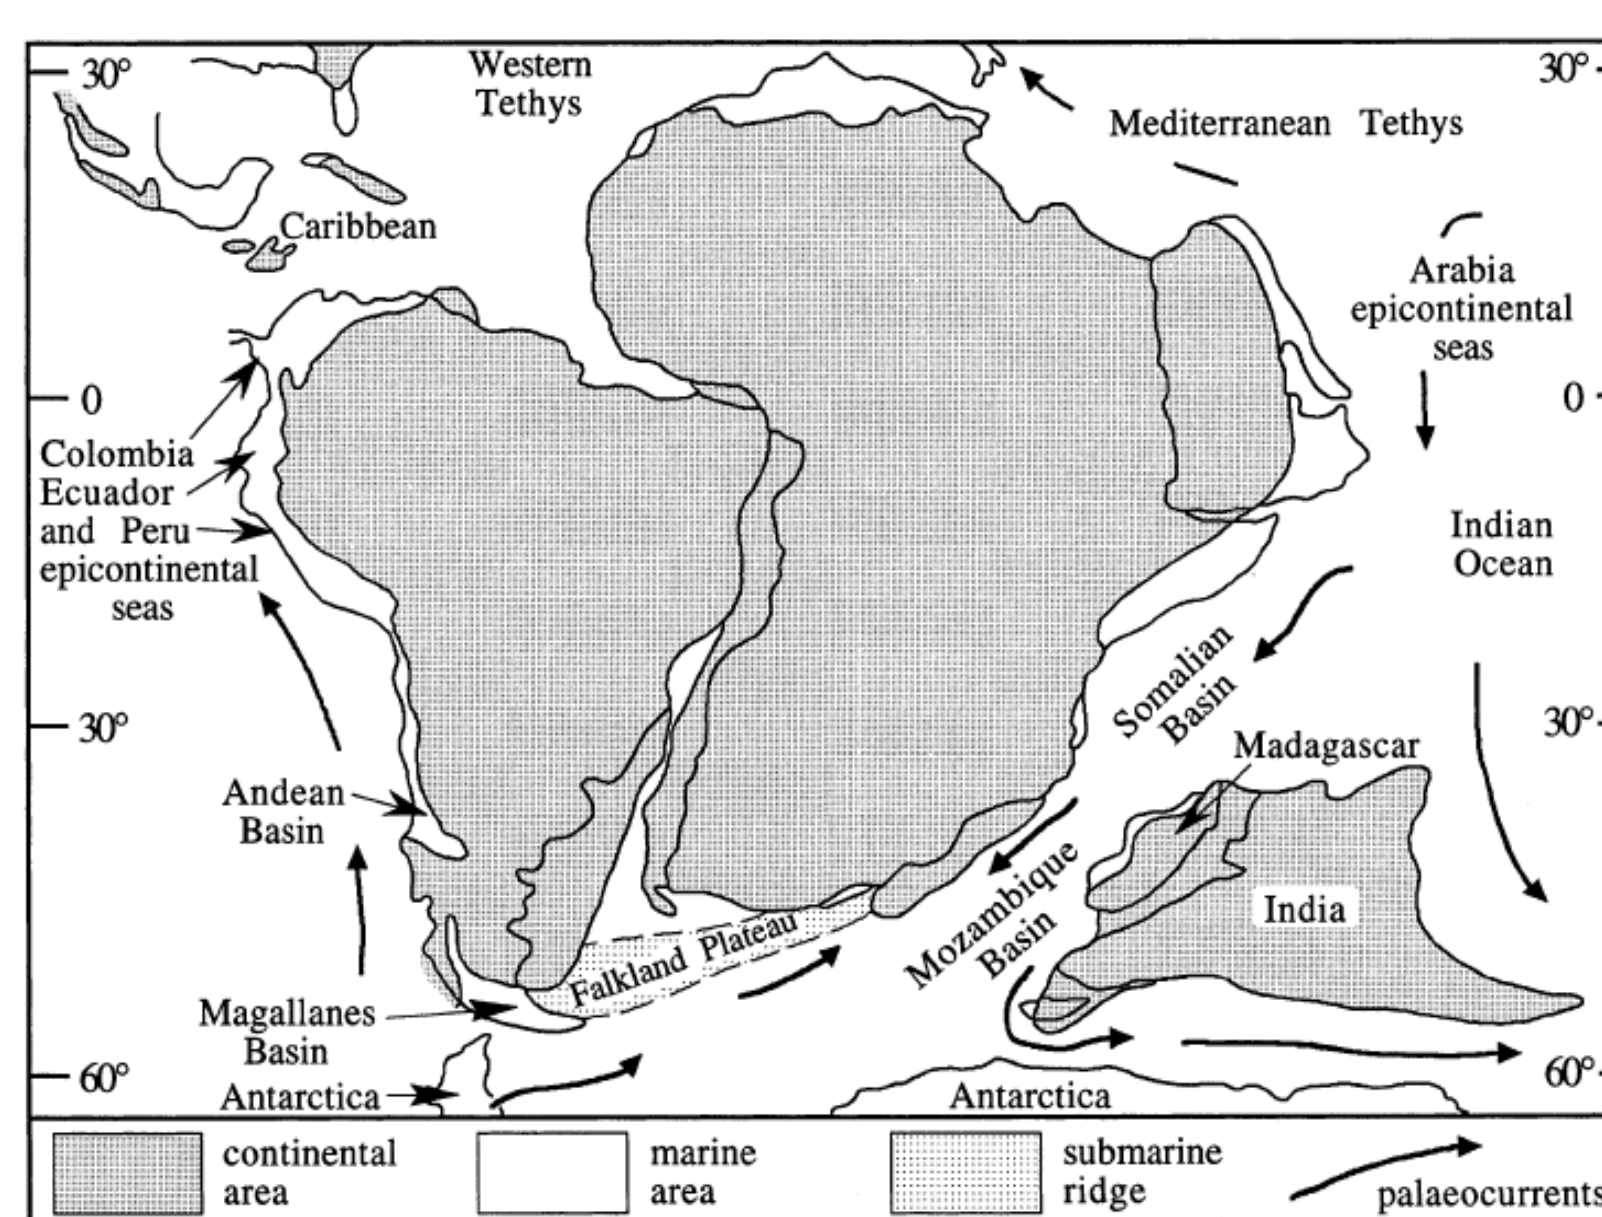 30°
Western
Tethys
30°
Mediterranean Tethys
Caribbean
Arabia
epicontinental
seas
0
0
Colombia
Ecuador
and Peru
epicontinental
seas
Indian
Ocean
Somalian
Basin
30°
30°
Madagascar
Andean
Basin
Mozambique
Basin
India
Falkland Plateau
Magallanes
Basin
60°
60°
Antarctica
Antarctica
continental
area
marine
area
submarine
ridge
palaeocurrents